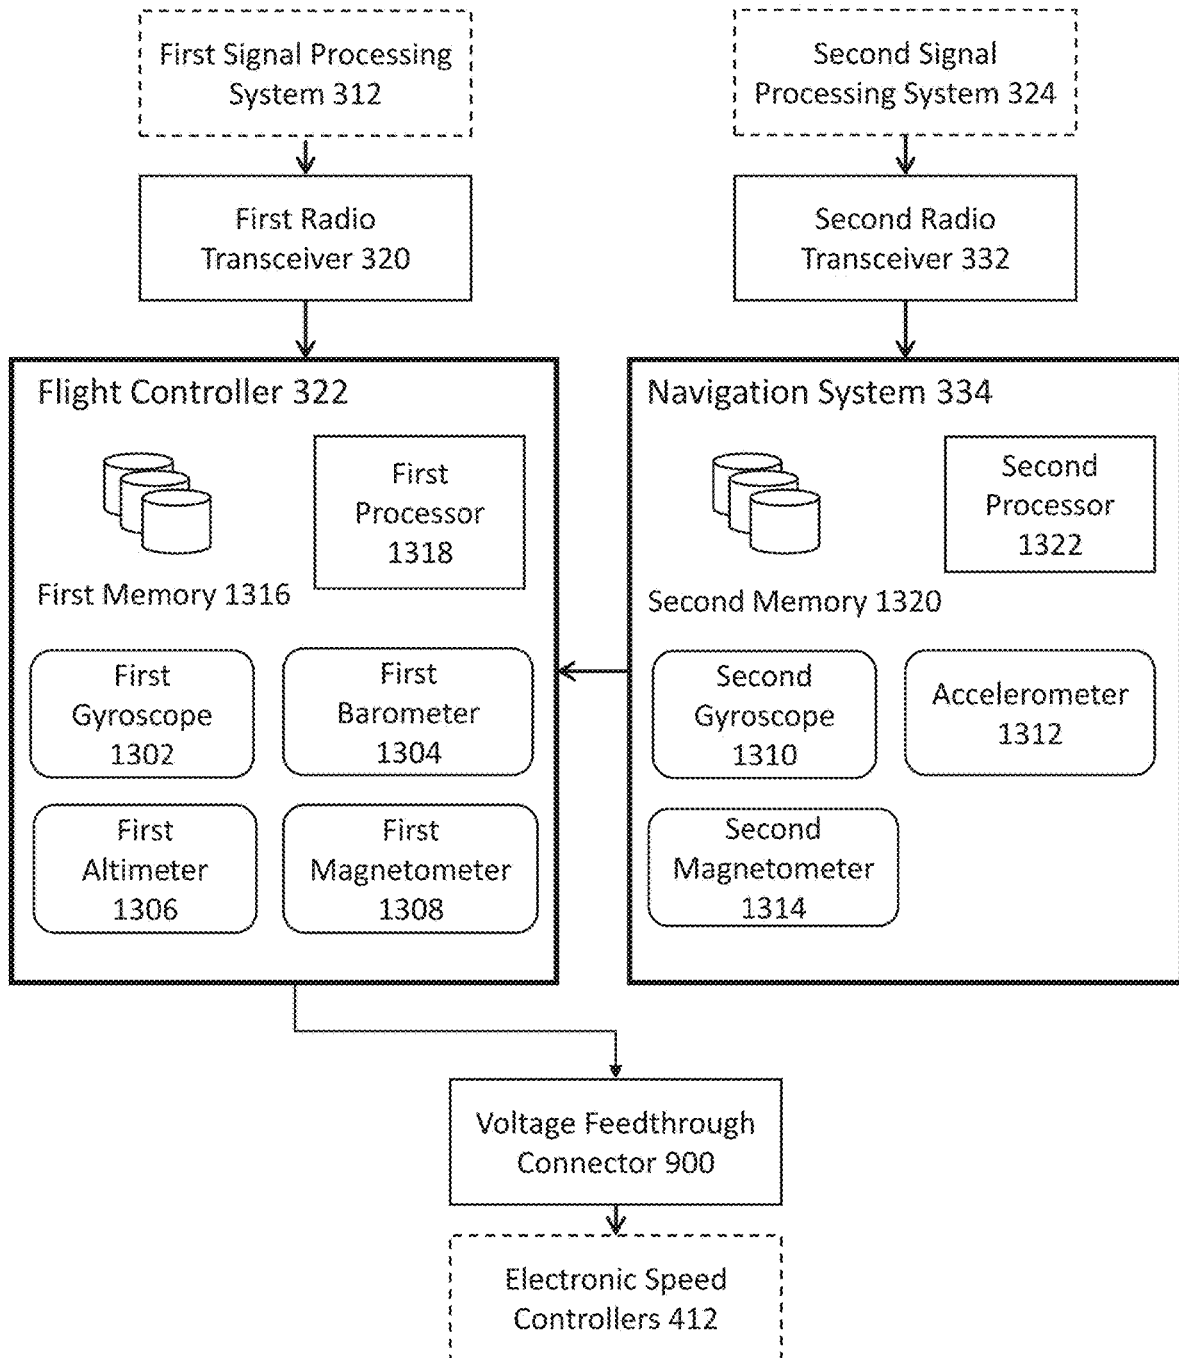 First Signal Processing
System 312
Second Signal
Processing System 324
First Radio
Transceiver 320
Second Radio
Transceiver 332
Flight Controller 322
First
Processor
1318
First Memory 1316
First
Gyroscope
1302
First
Barometer
1304
First
Altimeter
1306
First
Magnetometer
1308
Navigation System 334
Second
Processor
1322
Second Memory 1320
Second
Gyroscope
1310
Accelerometer
1312
Second
Magnetometer
1314
Voltage Feedthrough
Connector 900
Electronic Speed
Controllers 412